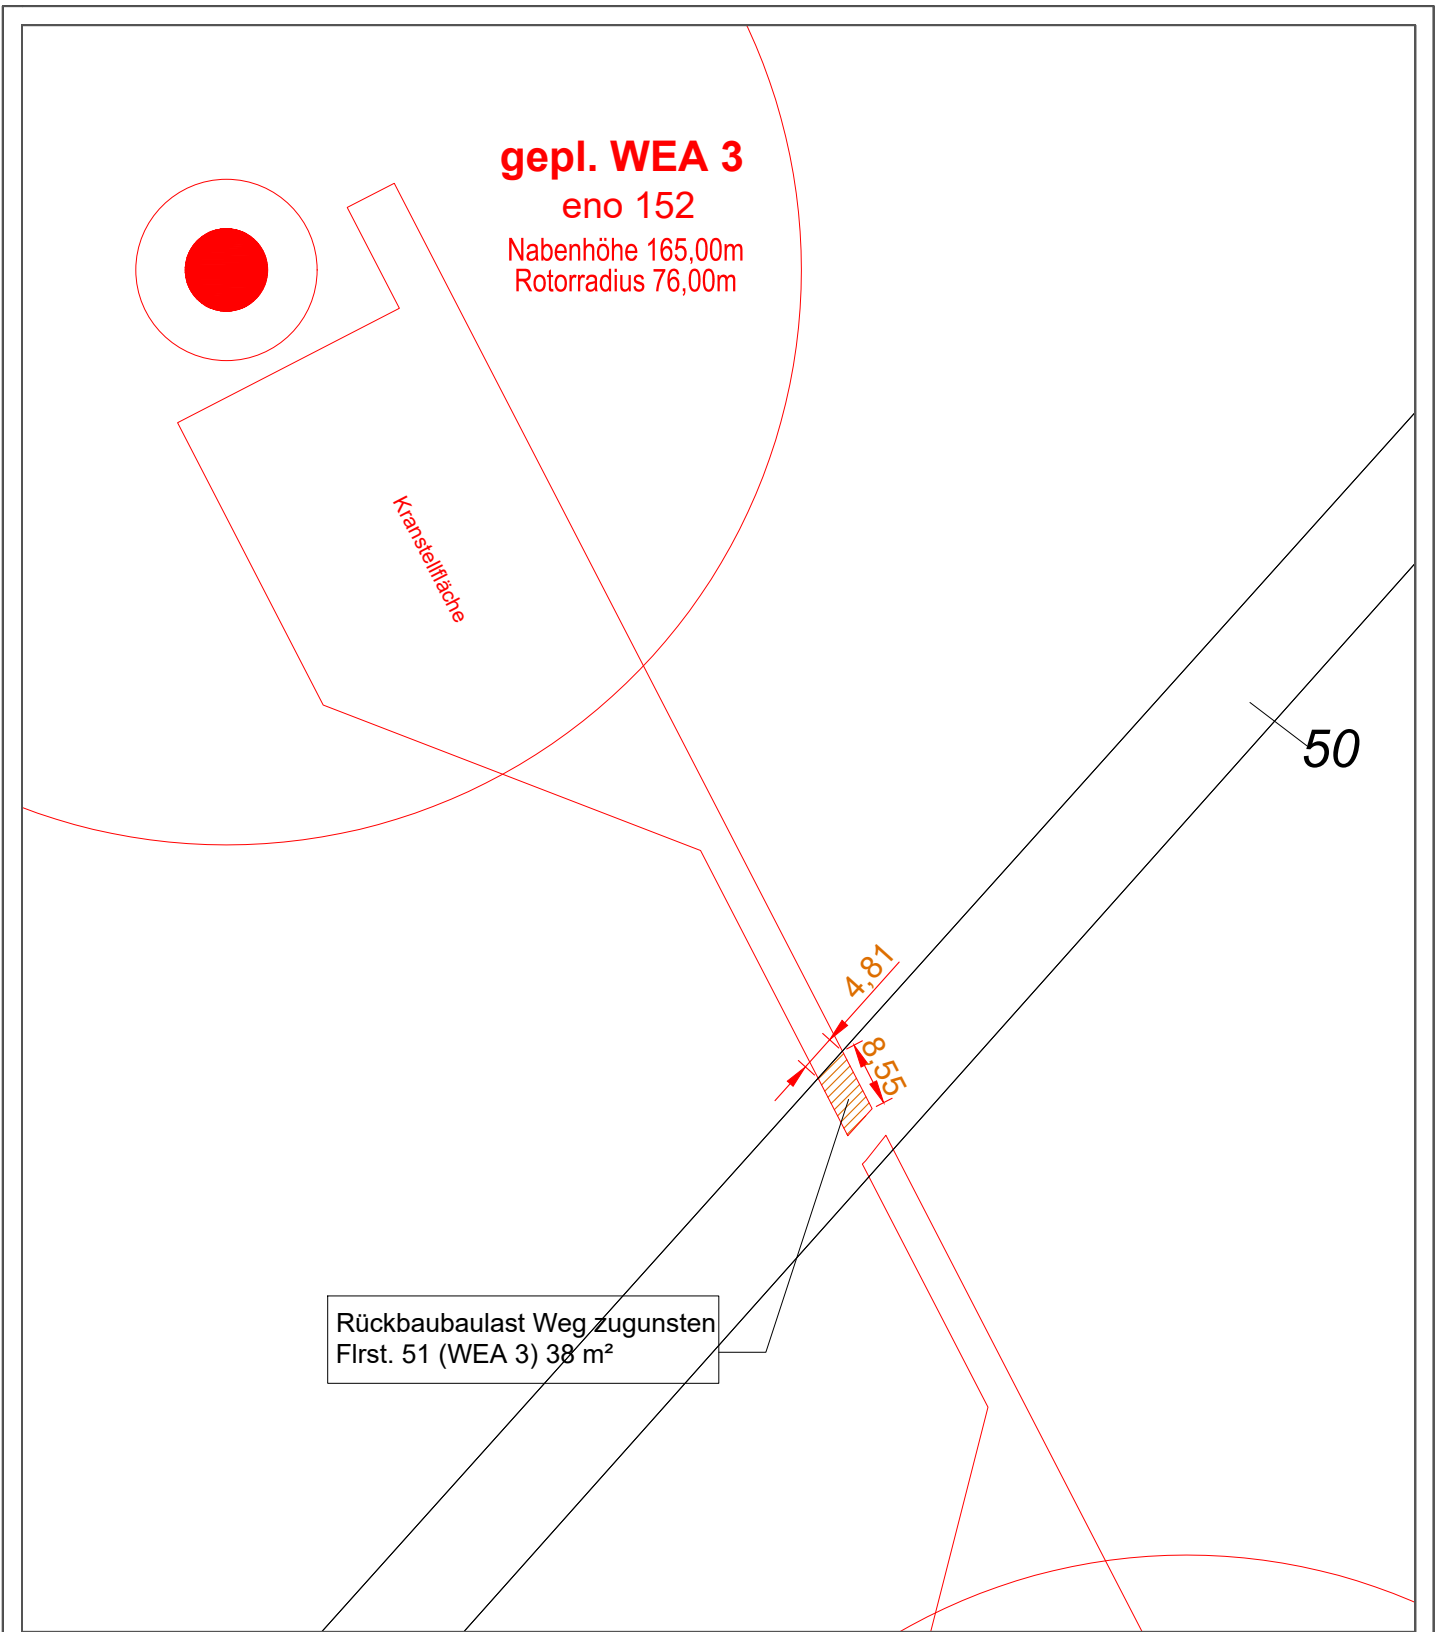 gepl. WEA 3
eno 152
Nabenhöhe 165,00m
Rotorradius 76,00m
Kranstellfläche
50
4,81
8,55
Rückbaubaulast Weg zugunsten
Flrst. 51 (WEA 3) 38 m²